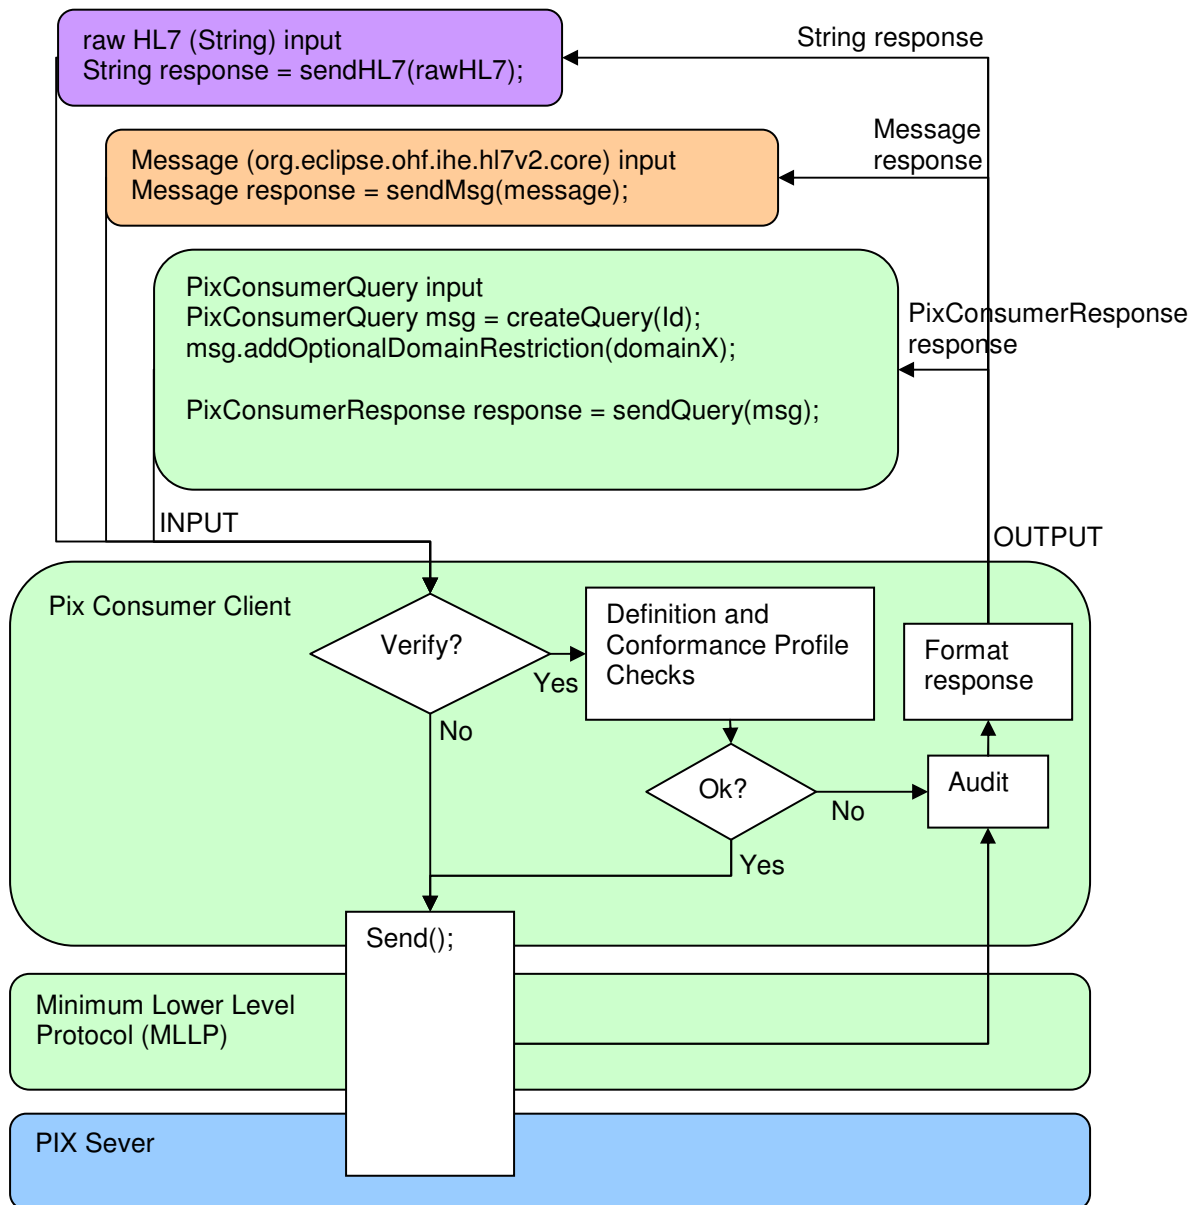 raw HL7 (String) input
String response = sendHL7(rawHL7);
String response
Message (org.eclipse.ohf.ihe.hl7v2.core) input
Message response = sendMsg(message);
Message
response
PixConsumerQuery input
PixConsumerQuery msg = createQuery(Id);
msg.addOptionalDomainRestriction(domainX);
PixConsumerResponse response = sendQuery(msg);
PixConsumerResponse
response
INPUT
OUTPUT
Pix Consumer Client
Verify?
Yes
No
Definition and
Conformance Profile
Checks
Format
response
Ok?
No
Yes
Audit
Send();
Minimum Lower Level
Protocol (MLLP)
PIX Sever